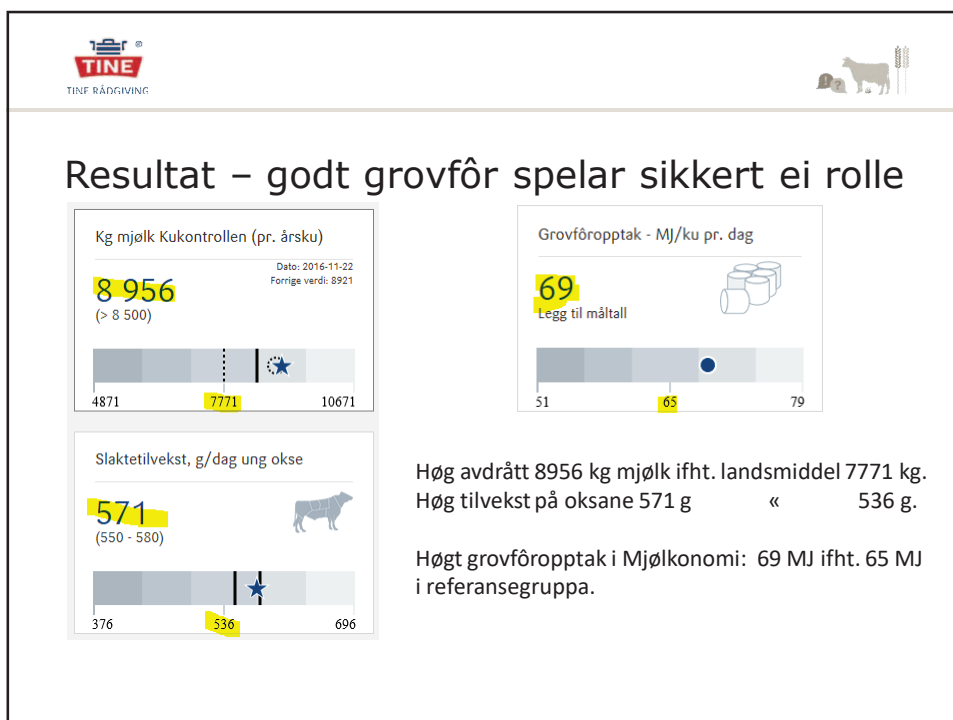 TINE ®
TINE RÅDGIVING
! ?
Resultat – godt grovfôr spelar sikkert ei rolle
Kg mjølk Kukontrollen (pr. årsku)
Dato: 2016-11-22
Forrige verdi: 8921
8 956
(> 8 500)
4871 7771 10671
Slaktetilvekst, g/dag ung okse
571
(550 - 580)
376 536 696
Grovfôropptak - MJ/ku pr. dag
69
Legg til måltall
51 65 79
Høg avdrått 8956 kg mjølk ifht. landsmiddel 7771 kg.
Høg tilvekst på oksane 571 g « 536 g.
Høgt grovfôropptak i Mjølkonomi: 69 MJ ifht. 65 MJ
i referansegruppa.